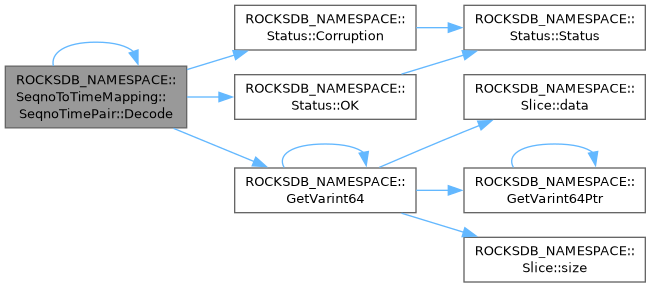 ROCKSDB_NAMESPACE::
SeqnoToTimeMapping::
SeqnoTimePair::Decode
ROCKSDB_NAMESPACE::
Status::Corruption
ROCKSDB_NAMESPACE::
Status::Status
ROCKSDB_NAMESPACE::
Status::OK
ROCKSDB_NAMESPACE::
Slice::data
ROCKSDB_NAMESPACE::
GetVarint64
ROCKSDB_NAMESPACE::
GetVarint64Ptr
ROCKSDB_NAMESPACE::
Slice::size